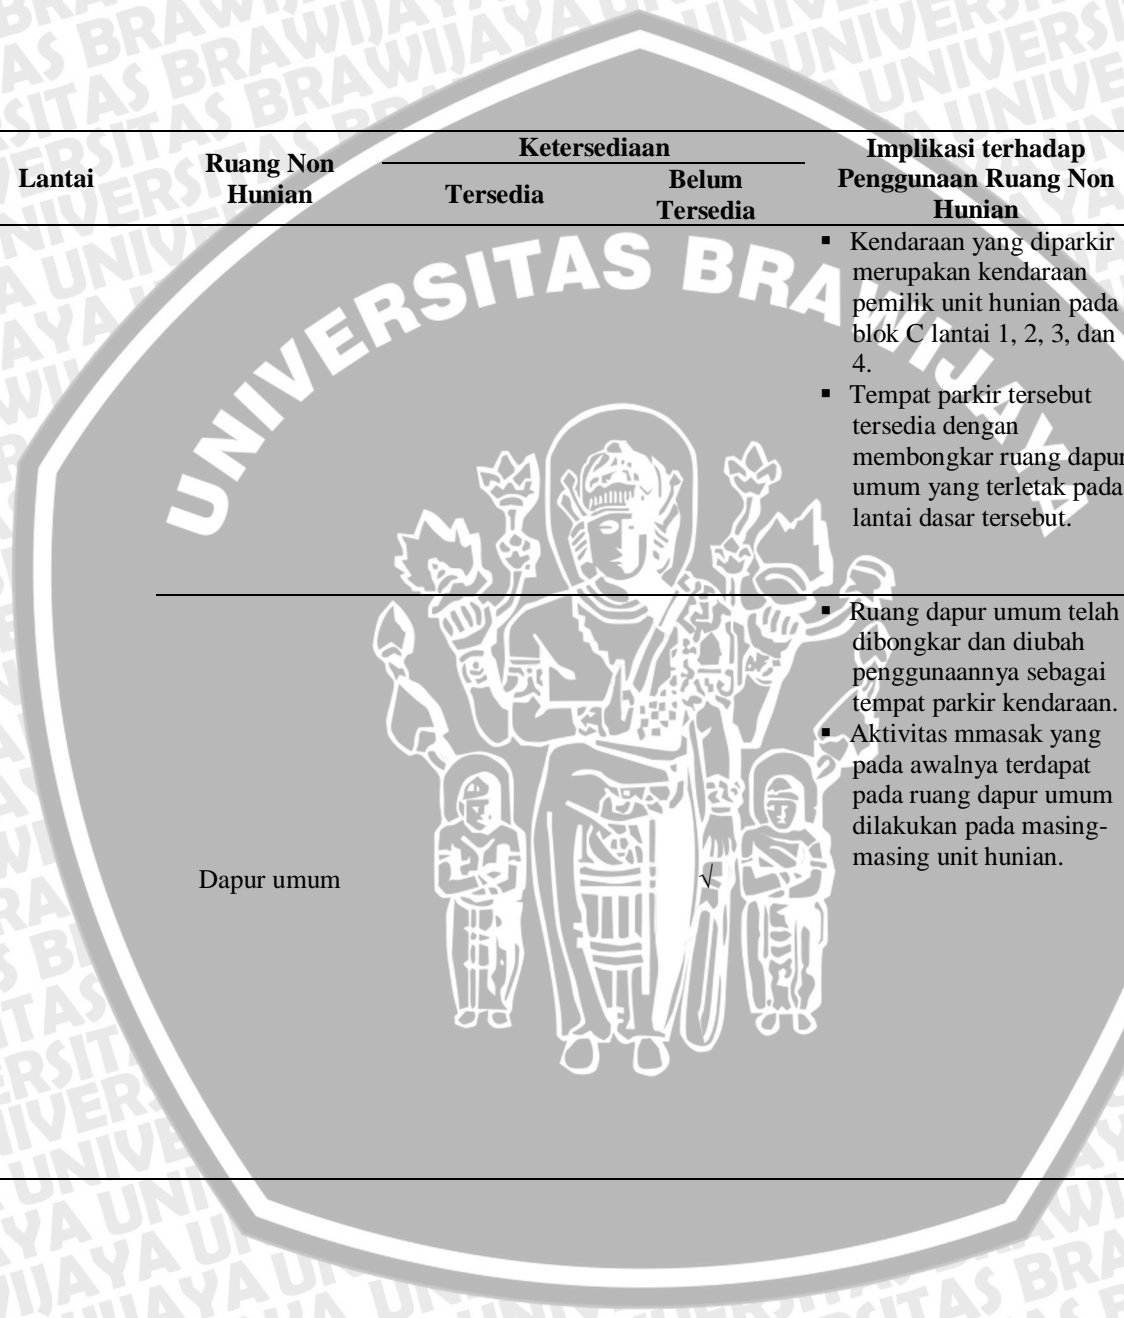 Lantai
Ruang Non
Hunian
Ketersediaan
Tersedia
Belum
Tersedia
Implikasi terhadap
Penggunaan Ruang Non
Hunian
▪ Kendaraan yang diparkir
merupakan kendaraan
pemilik unit hunian pada
blok C lantai 1, 2, 3, dan
4.
▪ Tempat parkir tersebut
tersedia dengan
membongkar ruang dapur
umum yang terletak pada
lantai dasar tersebut.
Dapur umum
√
▪ Ruang dapur umum telah
dibongkar dan diubah
penggunaannya sebagai
tempat parkir kendaraan.
▪ Aktivitas mmasak yang
pada awalnya terdapat
pada ruang dapur umum
dilakukan pada masing-
masing unit hunian.
UNIVERSITAS BRAWIJAYA